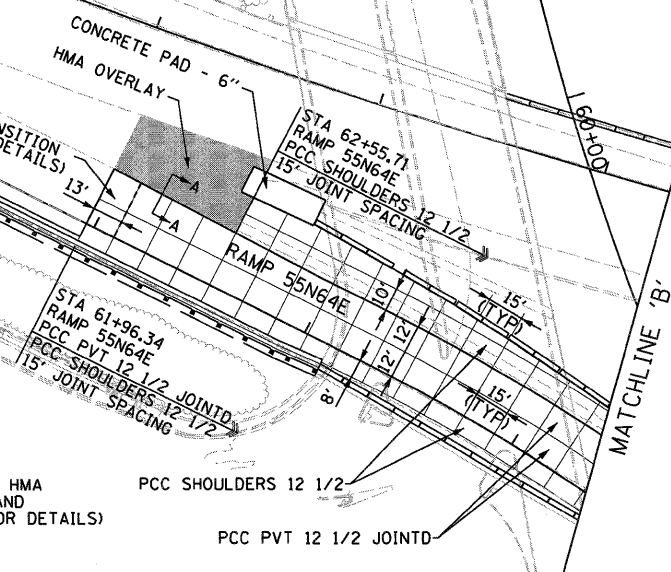 CONCRETE PAD - 6"
HMA OVERLAY
NSITION
DETAILS)
13'
A
A
STA 62+55.71
RAMP 55N64E
PCC SHOULDERS 12 1/2
15' JOINT SPACING
160+00
RAMP 55N64E
10'
12'
12'
8'
15'
(TYP)
15'
(TYP)
MATCHLINE 'B'
STA 61+96.34
RAMP 55N64E
PCC PVT 12 1/2 JOINTD
PCC SHOULDERS 12 1/2
15' JOINT SPACING
HMA
AND
OR DETAILS)
PCC SHOULDERS 12 1/2
PCC PVT 12 1/2 JOINTD